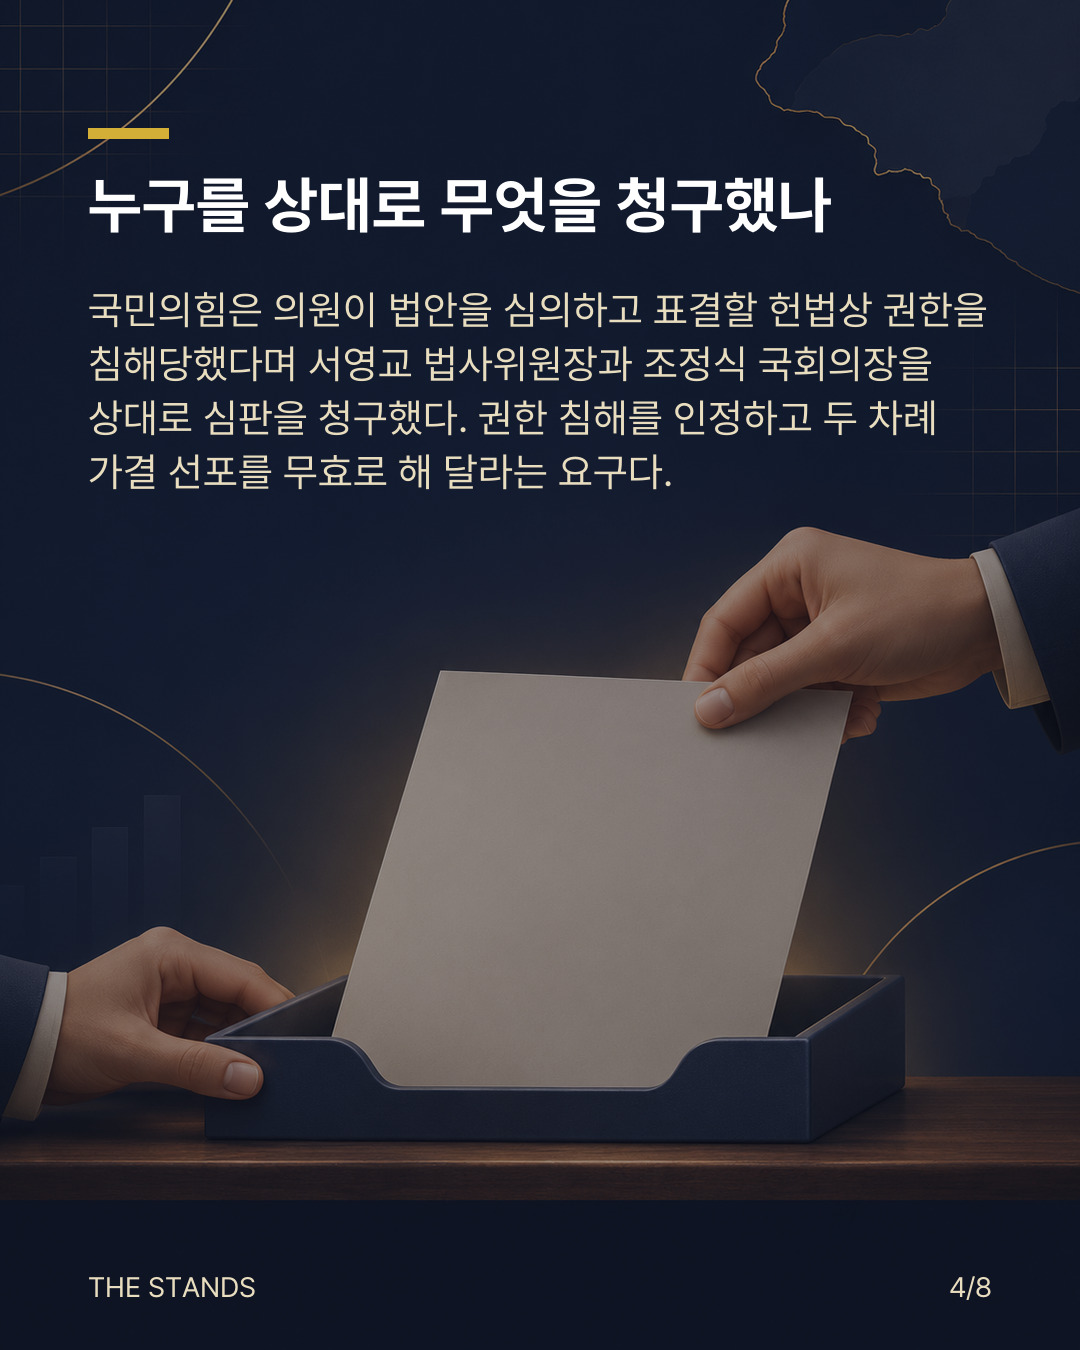 누구를 상대로 무엇을 청구했나
국민의힘은 의원이 법안을 심의하고 표결할 헌법상 권한을
침해당했다며 서영교 법사위원장과 조정식 국회의장을
상대로 심판을 청구했다. 권한 침해를 인정하고 두 차례
가결 선포를 무효로 해 달라는 요구다.
THE STANDS
4/8